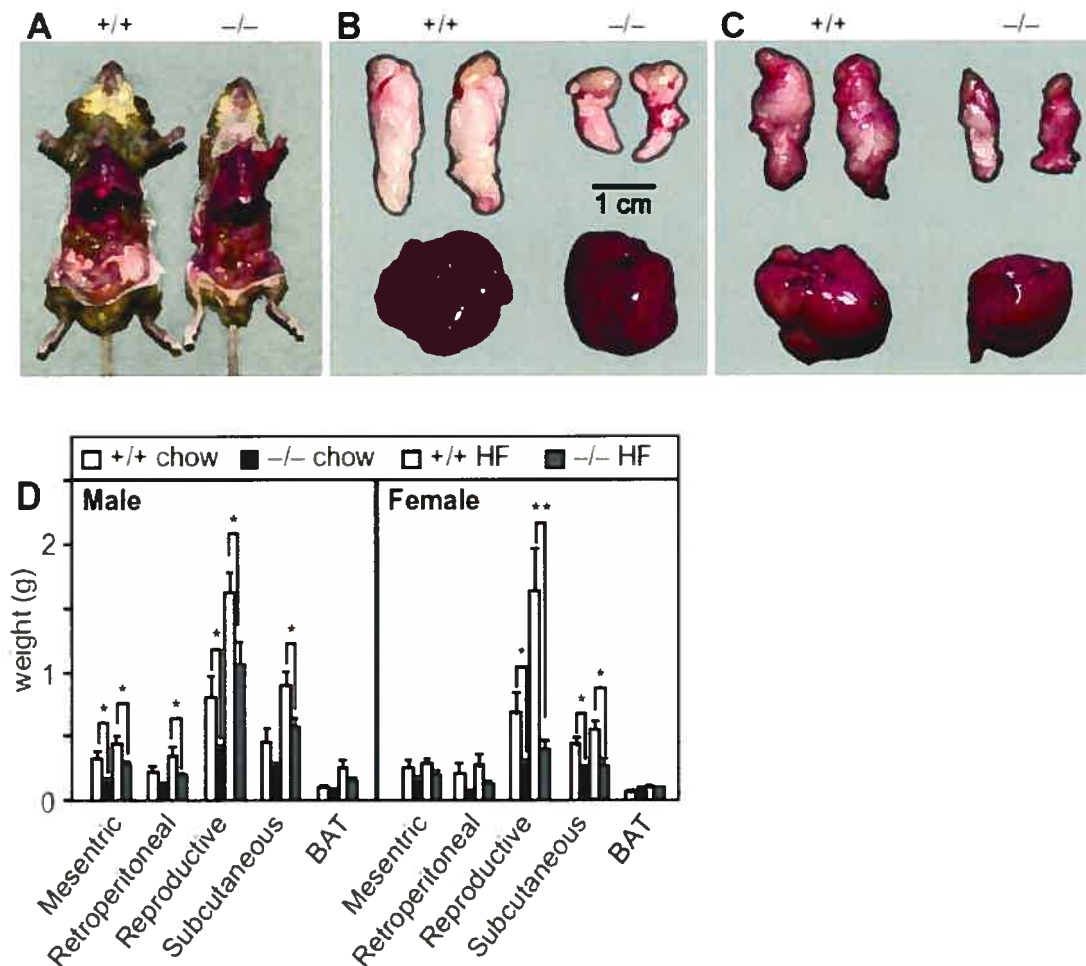 A +/+ –/–
B +/+ –/–
C +/+ –/–
1 cm
+/+ chow –/– chow +/+ HF –/– HF
D Male Female
weight (g)
2
1
0
* * * * * *
* * * * *
Mesentric Retroperitoneal Reproductive Subcutaneous BAT
Mesentric Retroperitoneal Reproductive Subcutaneous BAT